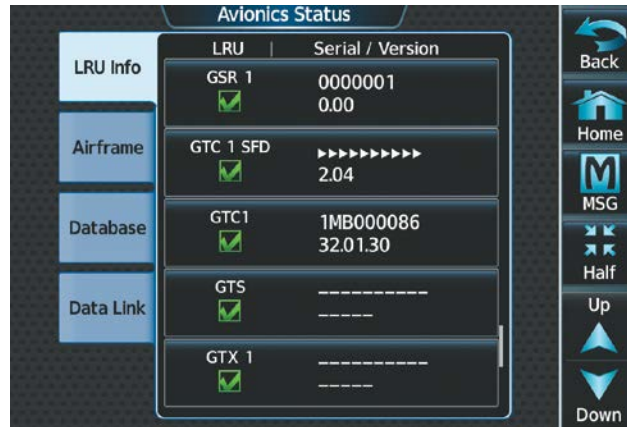 Avionics Status
LRU Info
Airframe
Database
Data Link
LRU | Serial / Version
GSR 1
0000001
0.00
GTC 1 SFD
▶▶▶▶▶▶▶▶▶▶
2.04
GTC1
1MB000086
32.01.30
GTS
__________
_____
GTX 1
__________
_____
Back
Home
MSG
Half
Up
Down